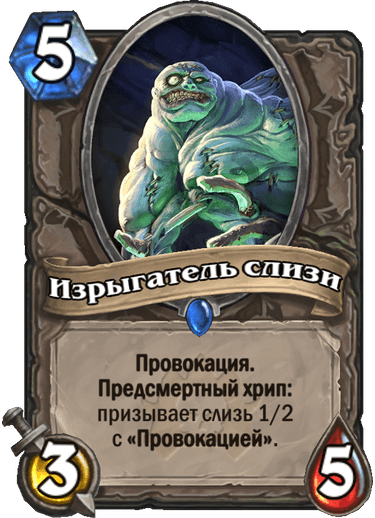 5
Изрыгатель слизи
Провокация.
Предсмертный хрип:
призывает слизь 1/2
с «Провокацией».
3
5